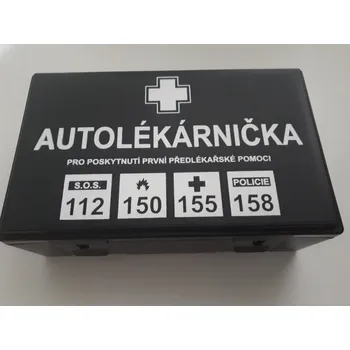 AUTOLÉKÁRNIČKA
PRO POSKYTNUTÍ PRVNÍ PŘEDLÉKAŘSKÉ POMOCI
S.O.S. POLICIE
112 150 155 158